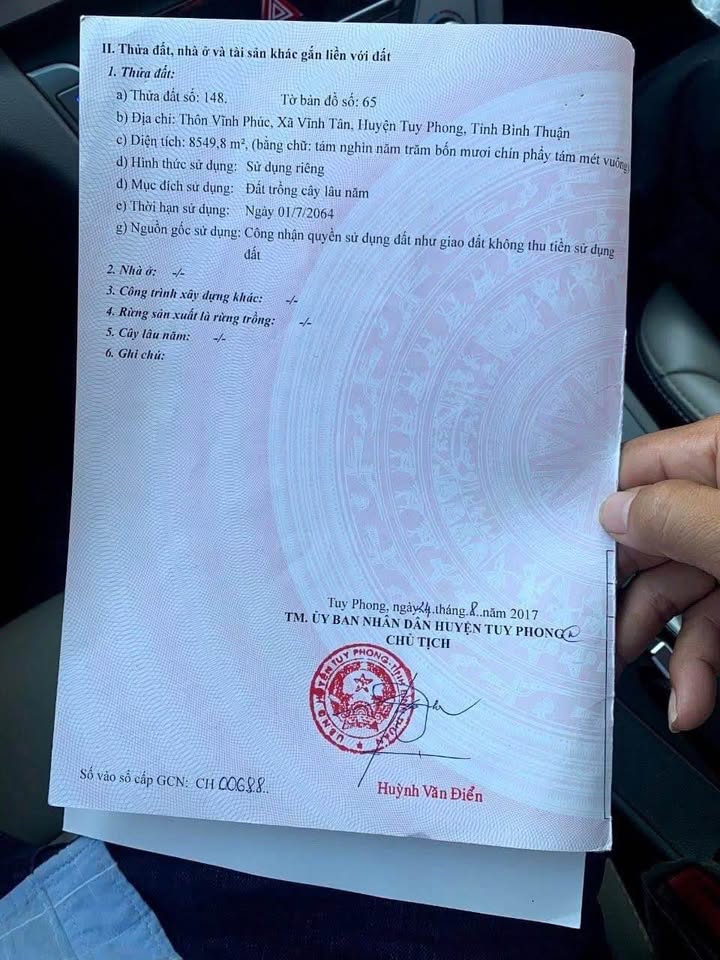 II. Thửa đất, nhà ở và tài sản khác gắn liền với đất
1. Thửa đất:
a) Thửa đất số: 148. Tờ bản đồ số: 65
b) Địa chỉ: Thôn Vĩnh Phúc, Xã Vĩnh Tân, Huyện Tuy Phong, Tỉnh Bình Thuận
c) Diện tích: 8549,8 m², (bằng chữ: tám nghìn năm trăm bốn mươi chín phẩy tám mét vuông)
d) Hình thức sử dụng: Sử dụng riêng
đ) Mục đích sử dụng: Đất trồng cây lâu năm
e) Thời hạn sử dụng: Ngày 01/7/2064
g) Nguồn gốc sử dụng: Công nhận quyền sử dụng đất như giao đất không thu tiền sử dụng
đất
2. Nhà ở: -/-
3. Công trình xây dựng khác: -/-
4. Rừng sản xuất là rừng trồng: -/-
5. Cây lâu năm: -/-
6. Ghi chú:
Tuy Phong, ngày 24 tháng 8 năm 2017
TM. ỦY BAN NHÂN DÂN HUYỆN TUY PHONG
CHỦ TỊCH
UBND HUYỆN TUY PHONG-TỈNH BÌNH THUẬN
Huỳnh Văn Điển
Số vào sổ cấp GCN: CH 00688..